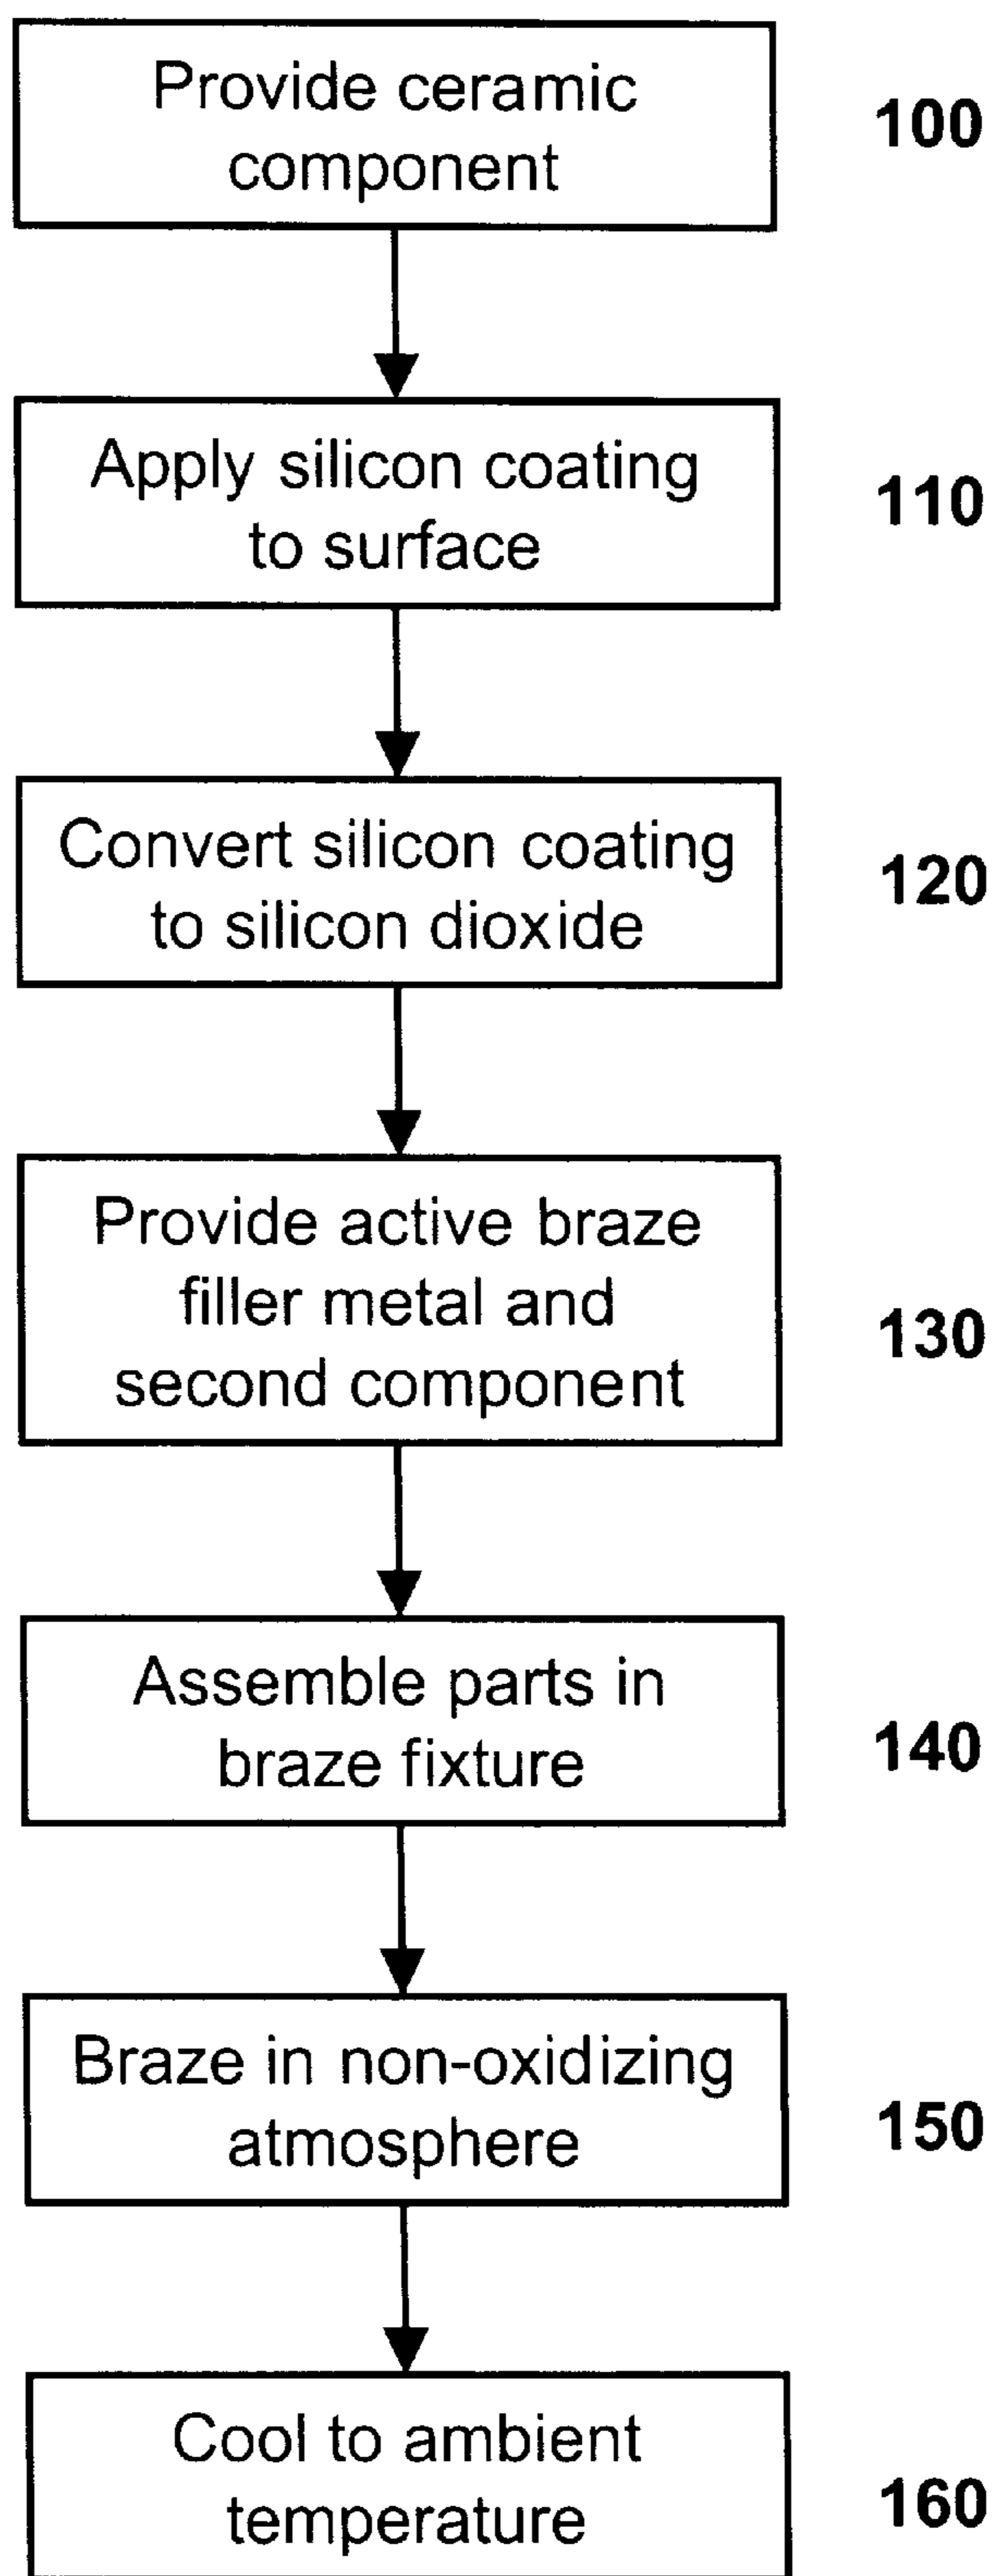 Provide ceramic
component
100
Apply silicon coating
to surface
110
Convert silicon coating
to silicon dioxide
120
Provide active braze
filler metal and
second component
130
Assemble parts in
braze fixture
140
Braze in non-oxidizing
atmosphere
150
Cool to ambient
temperature
160